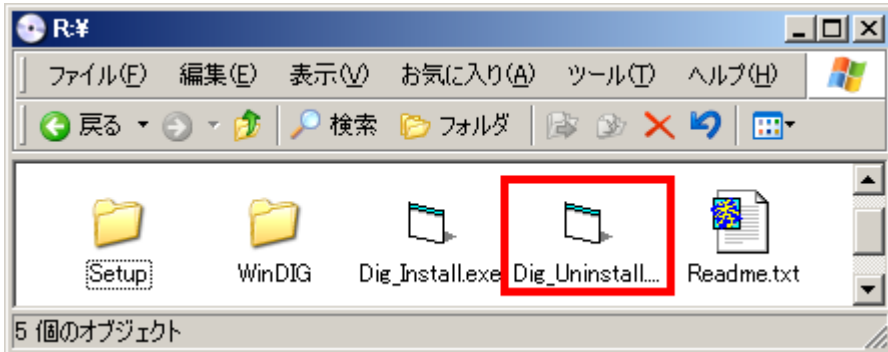 R:¥
ファイル(F) 編集(E) 表示(V) お気に入り(A) ツール(T) ヘルプ(H)
戻る 検索 フォルダ
Setup WinDIG Dig_Install.exe Dig_Uninstall.... Readme.txt
5 個のオブジェクト